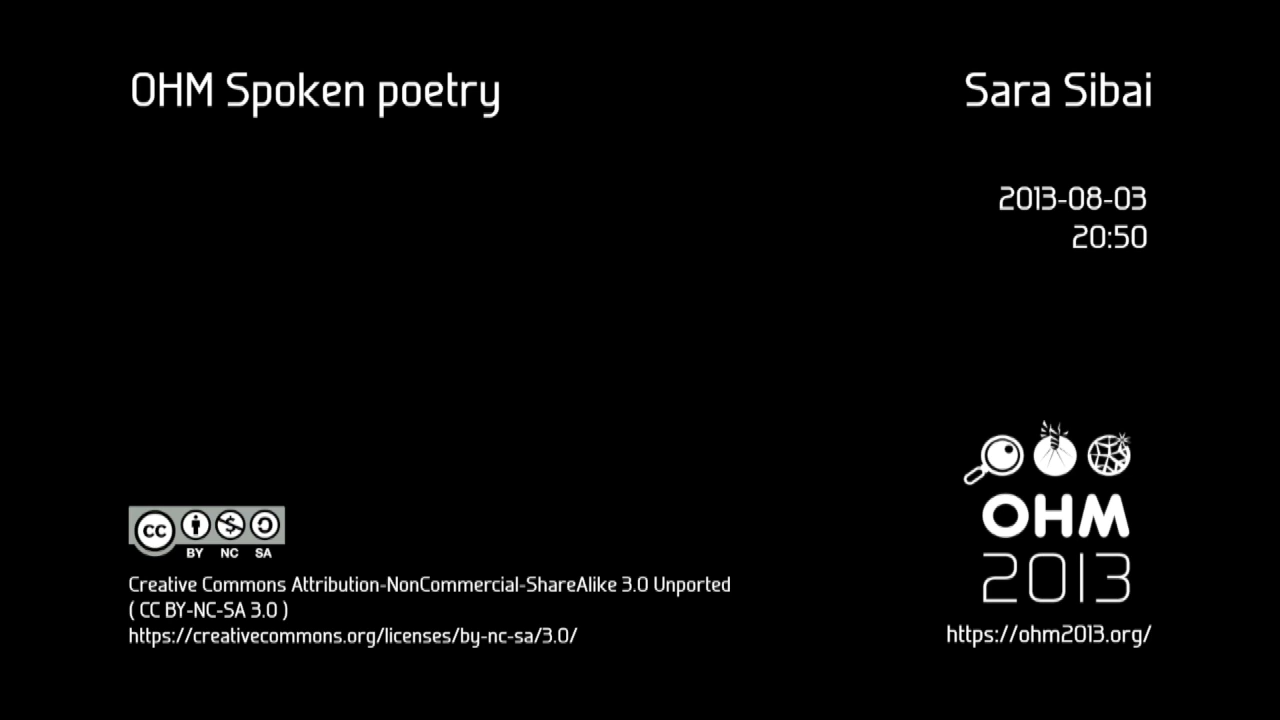 OHM Spoken poetry
Sara Sibai
2013-08-03
20:50
cc
BY NC SA
Creative Commons Attribution-NonCommercial-ShareAlike 3.0 Unported
( CC BY-NC-SA 3.0 )
https://creativecommons.org/licenses/by-nc-sa/3.0/
OHM
2013
https://ohm2013.org/